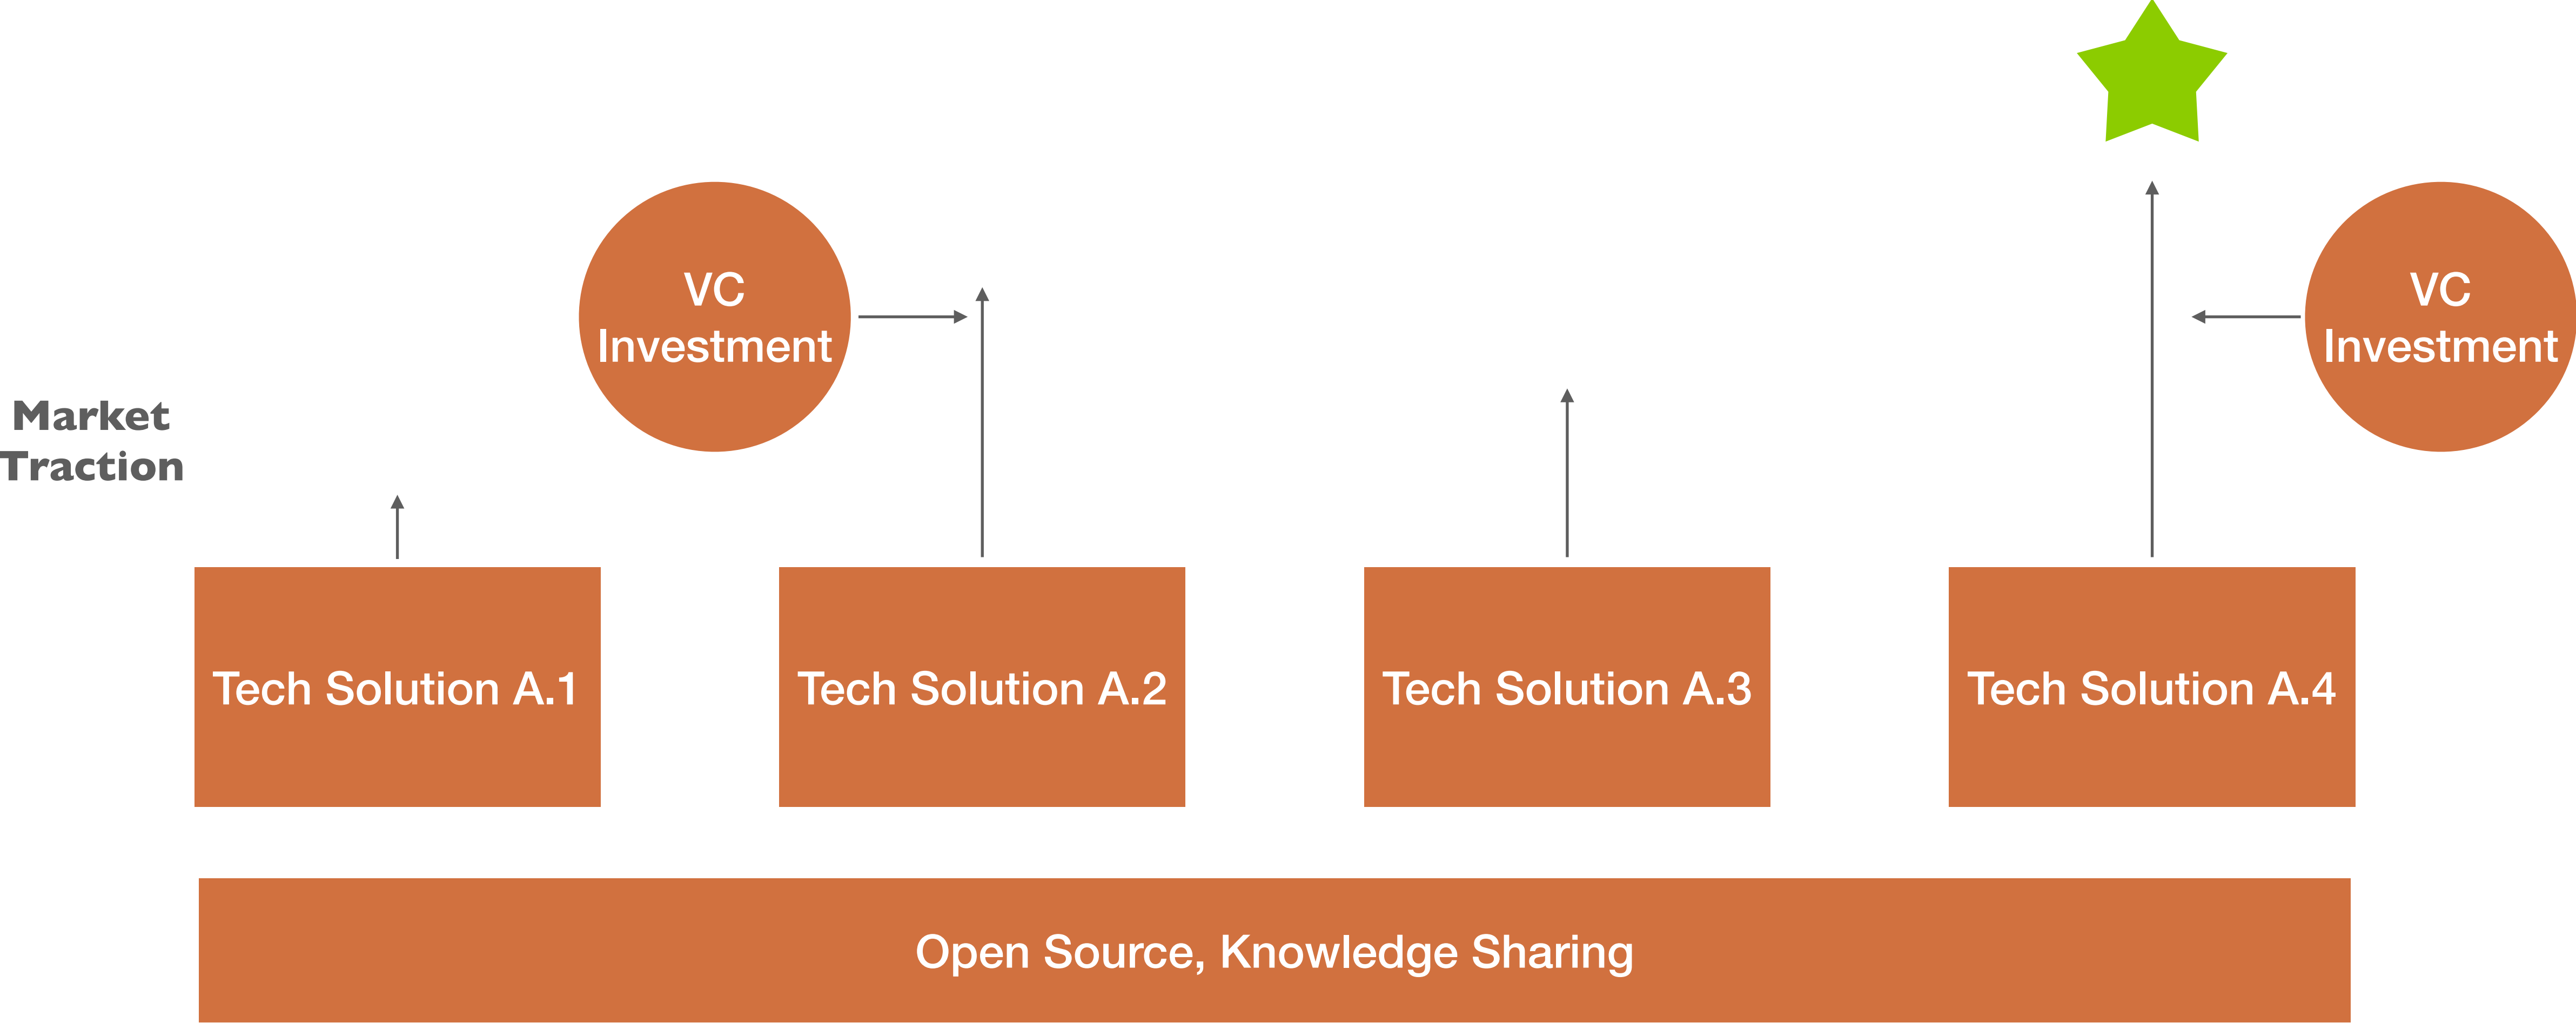 VC
Investment
VC
Investment
Market
Traction
Tech Solution A.1
Tech Solution A.2
Tech Solution A.3
Tech Solution A.4
Open Source, Knowledge Sharing